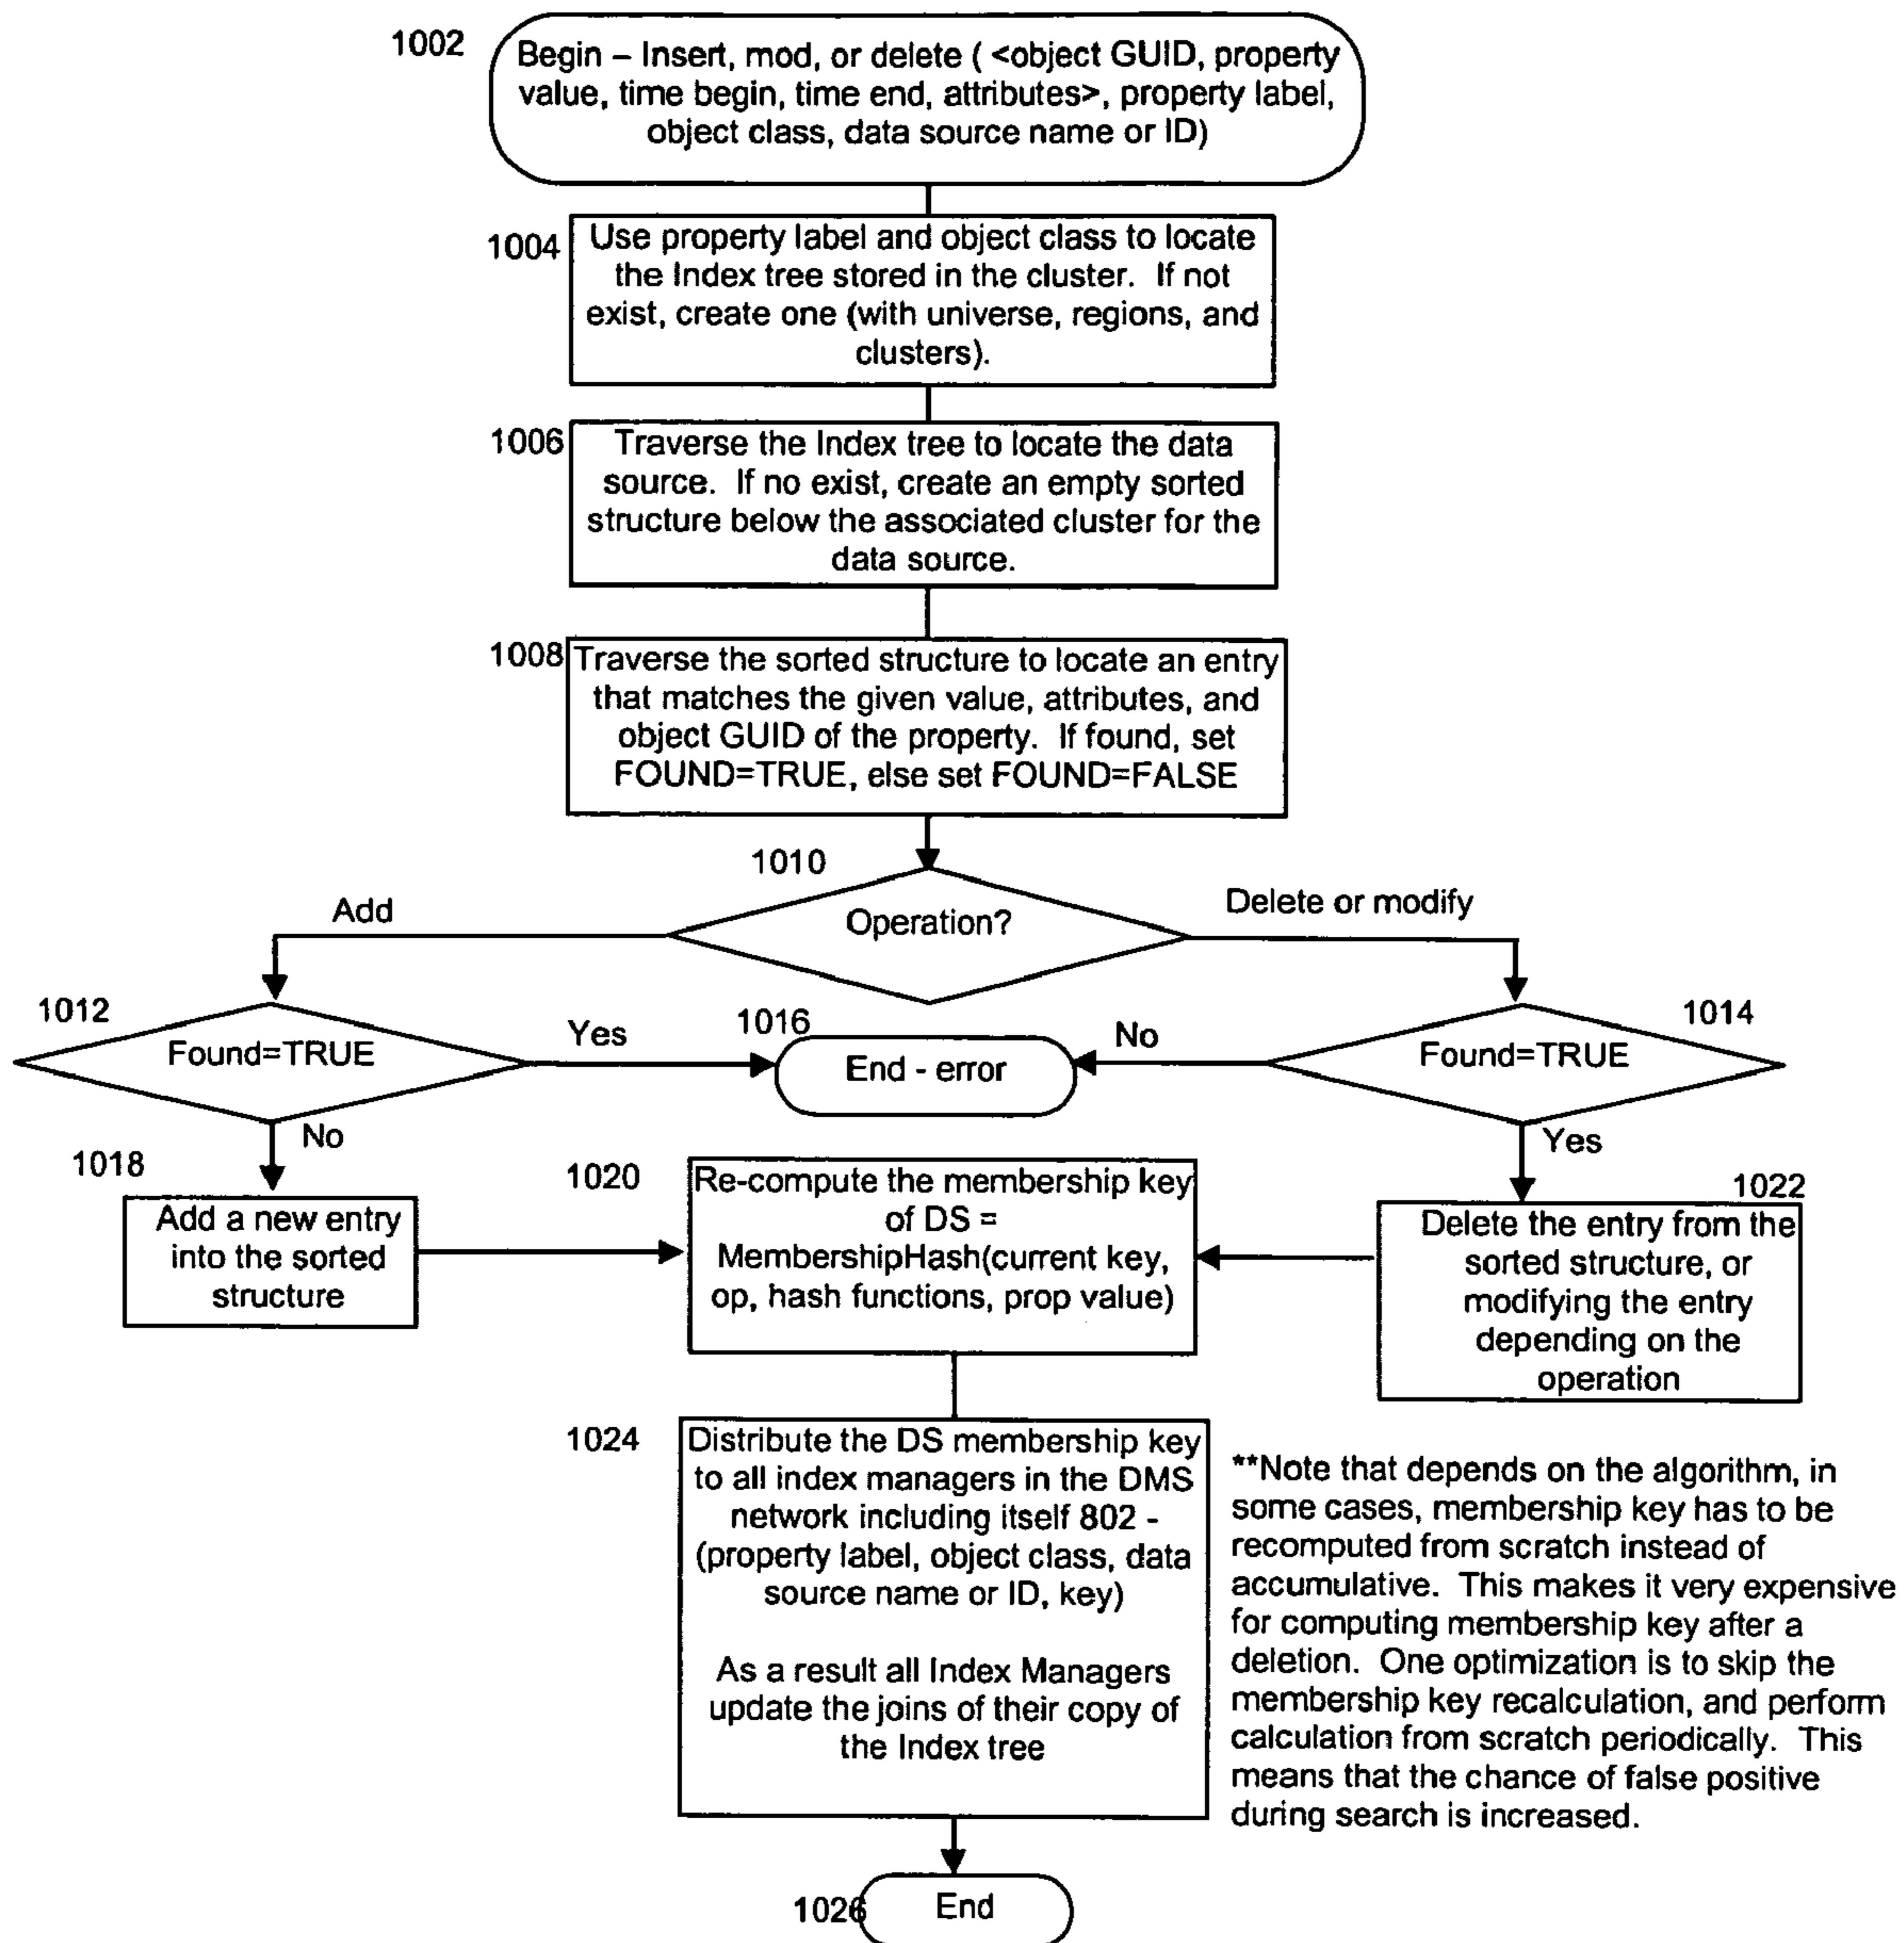 1002
Begin – Insert, mod, or delete ( <object GUID, property
value, time begin, time end, attributes>, property label,
object class, data source name or ID)
1004
Use property label and object class to locate
the Index tree stored in the cluster. If not
exist, create one (with universe, regions, and
clusters).
1006
Traverse the Index tree to locate the data
source. If no exist, create an empty sorted
structure below the associated cluster for the
data source.
1008
Traverse the sorted structure to locate an entry
that matches the given value, attributes, and
object GUID of the property. If found, set
FOUND=TRUE, else set FOUND=FALSE
1010
Operation?
Add
Delete or modify
1012
Found=TRUE
Yes
1016
End - error
No
1014
Found=TRUE
No
Yes
1018
Add a new entry
into the sorted
structure
1020
Re-compute the membership key
of DS =
MembershipHash(current key,
op, hash functions, prop value)
1022
Delete the entry from the
sorted structure, or
modifying the entry
depending on the
operation
1024
Distribute the DS membership key
to all index managers in the DMS
network including itself 802 -
(property label, object class, data
source name or ID, key)
As a result all Index Managers
update the joins of their copy of
the Index tree
**Note that depends on the algorithm, in
some cases, membership key has to be
recomputed from scratch instead of
accumulative. This makes it very expensive
for computing membership key after a
deletion. One optimization is to skip the
membership key recalculation, and perform
calculation from scratch periodically. This
means that the chance of false positive
during search is increased.
1026
End